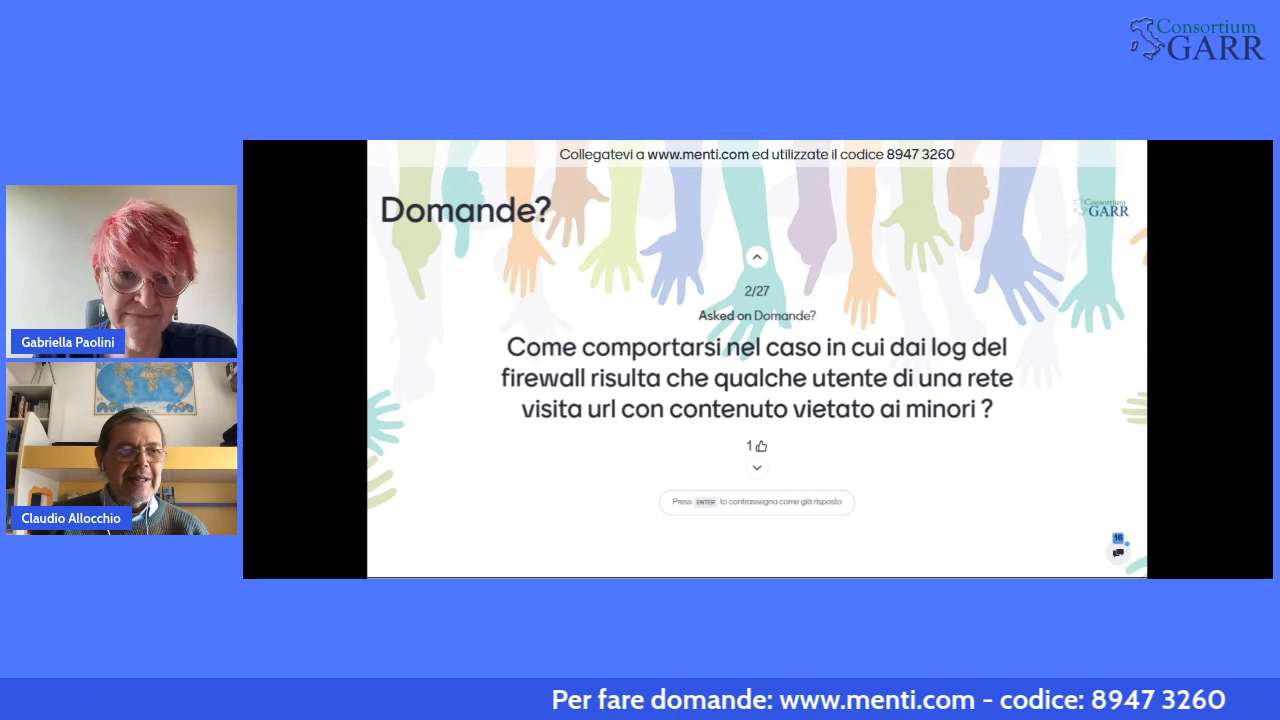 Consortium
GARR
Collegatevi a www.menti.com ed utilizzate il codice 8947 3260
Domande?
Consortium
GARR
2/27
Asked on Domande?
Come comportarsi nel caso in cui dai log del
firewall risulta che qualche utente di una rete
visita url con contenuto vietato ai minori ?
1
Press ENTER to contrassegna come già risposto
16
Gabriella Paolini
Claudio Allocchio
Per fare domande: www.menti.com - codice: 8947 3260